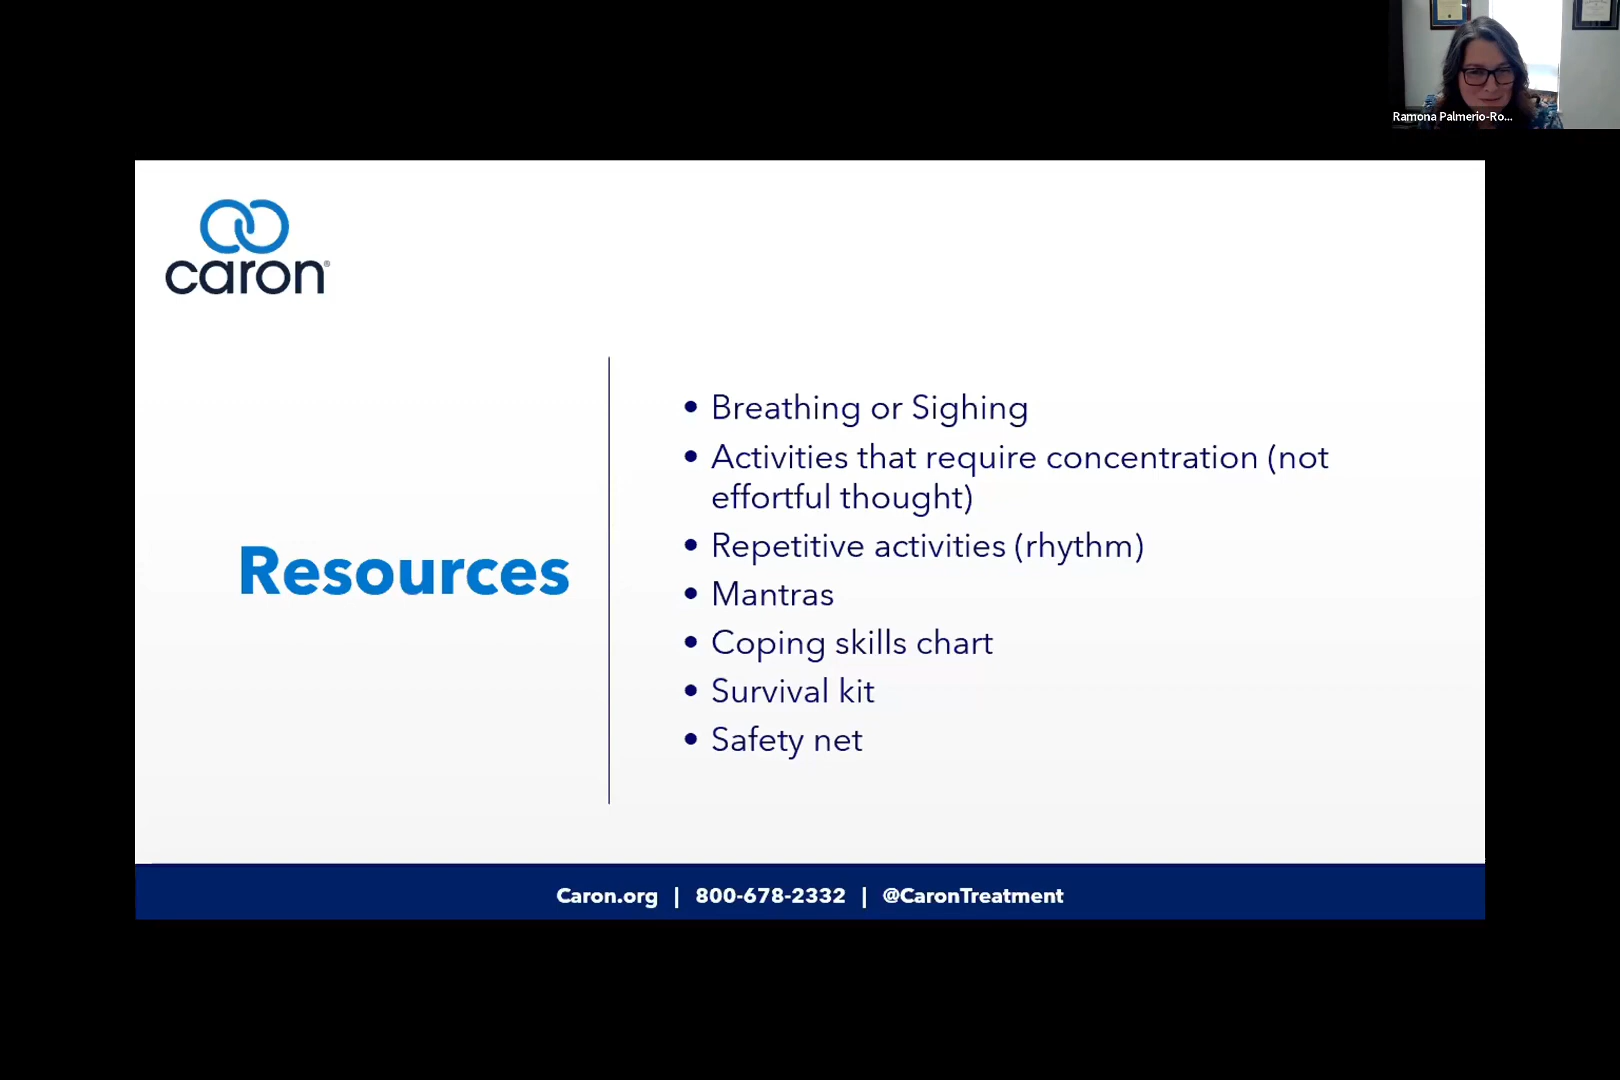 Ramona Palmerio-Ro...
caron®
Resources
• Breathing or Sighing
• Activities that require concentration (not
effortful thought)
• Repetitive activities (rhythm)
• Mantras
• Coping skills chart
• Survival kit
• Safety net
Caron.org | 800-678-2332 | @CaronTreatment